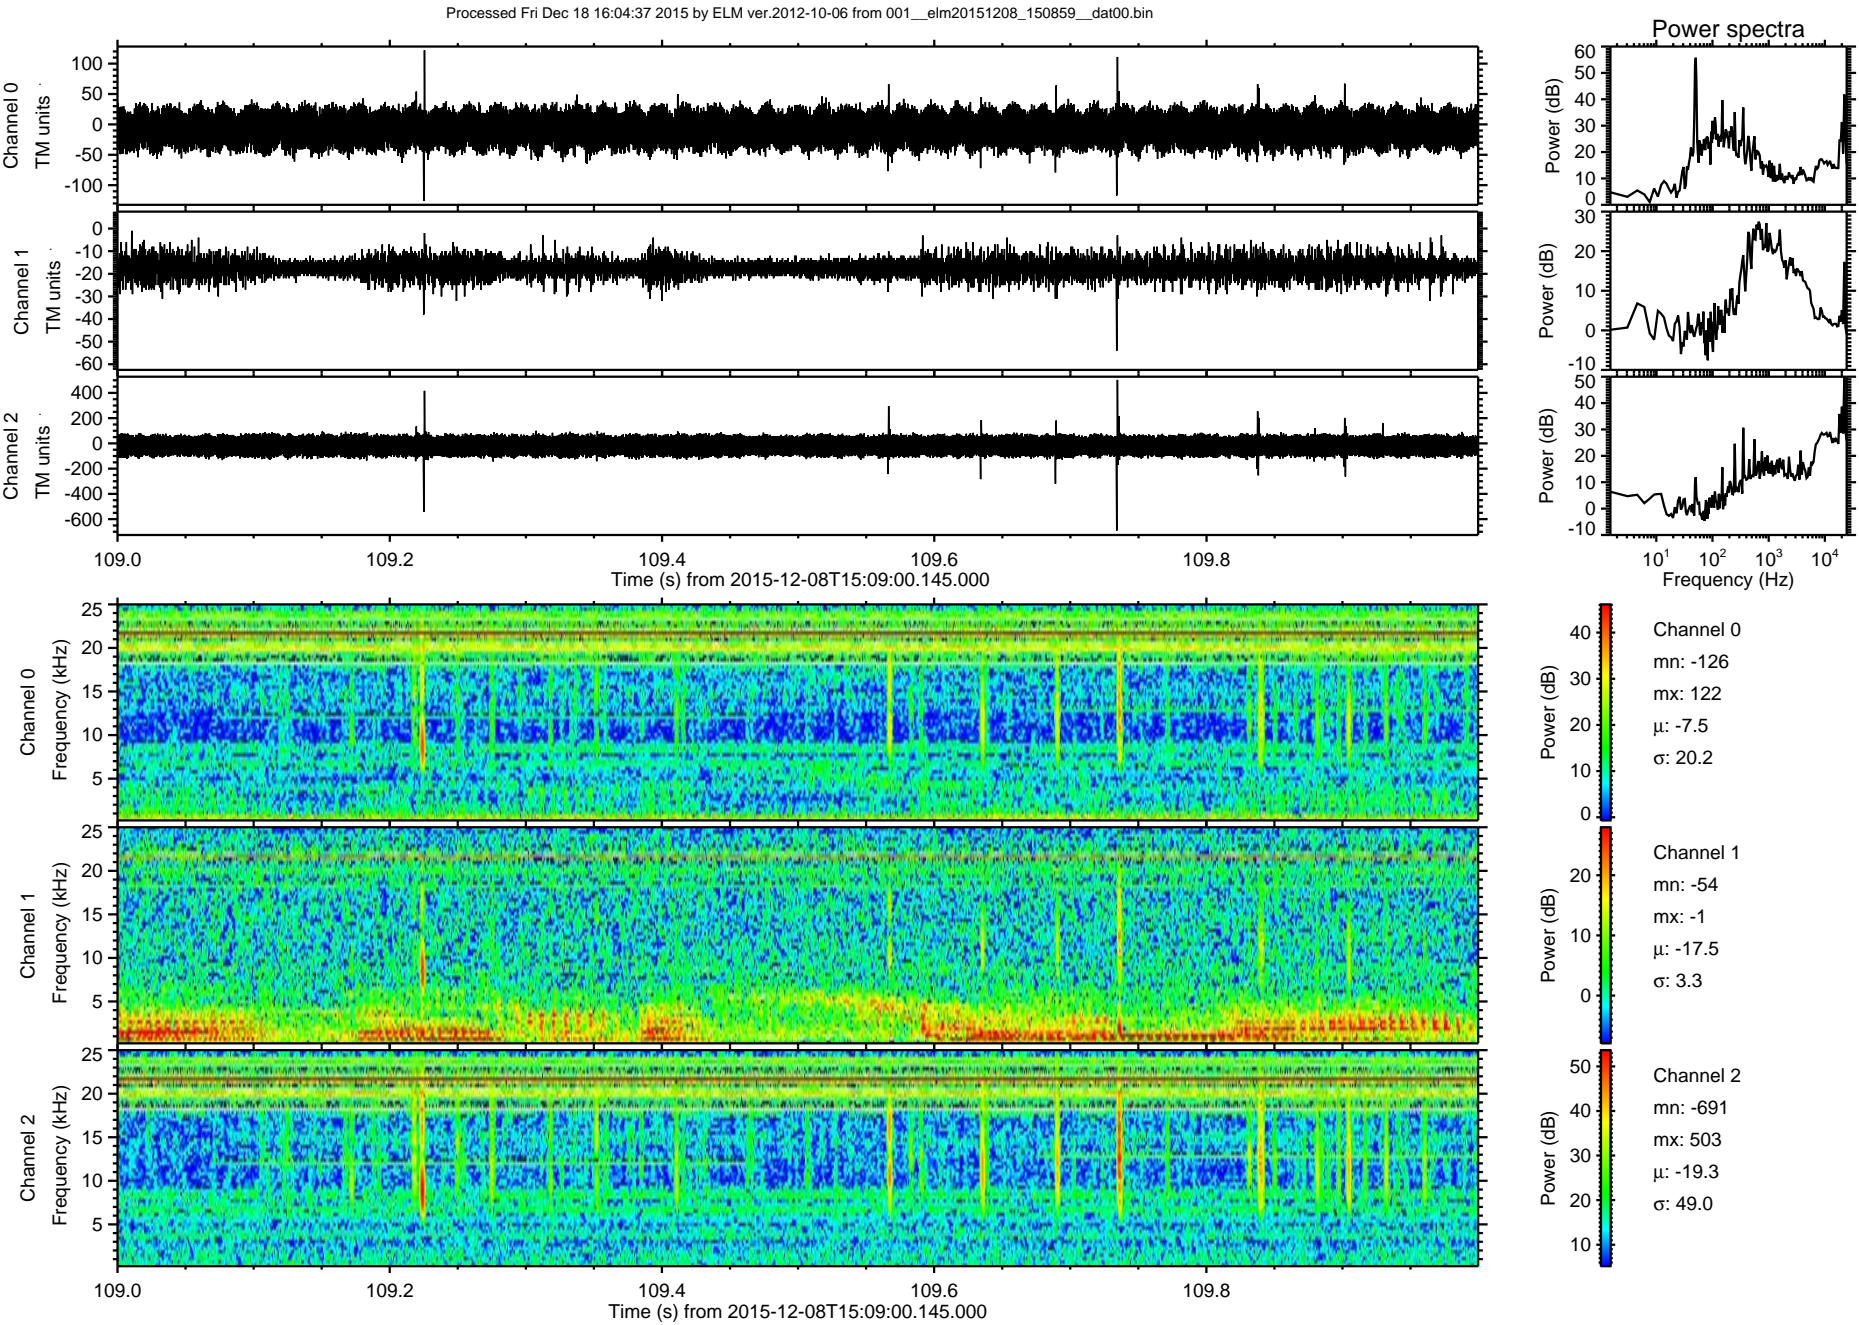 Processed Fri Dec 18 16:04:37 2015 by ELM ver.2012-10-06 from 001__elm20151208_150859__dat00.bin
Power spectra
Channel 0
TM units
100
50
0
-50
-100
Power (dB)
60
50
40
30
20
10
0
Channel 1
TM units
0
-10
-20
-30
-40
-50
-60
Power (dB)
30
20
10
0
-10
Channel 2
TM units
400
200
0
-200
-400
-600
Power (dB)
50
40
30
20
10
0
-10
109.0 109.2 109.4 109.6 109.8
Time (s) from 2015-12-08T15:09:00.145.000
10¹ 10² 10³ 10⁴
Frequency (Hz)
Channel 0
Frequency (kHz)
25
20
15
10
5
Power (dB)
40
30
20
10
0
Channel 0
mn: -126
mx: 122
μ: -7.5
σ: 20.2
Channel 1
Frequency (kHz)
25
20
15
10
5
Power (dB)
20
10
0
Channel 1
mn: -54
mx: -1
μ: -17.5
σ: 3.3
Channel 2
Frequency (kHz)
25
20
15
10
5
Power (dB)
50
40
30
20
10
Channel 2
mn: -691
mx: 503
μ: -19.3
σ: 49.0
109.0 109.2 109.4 109.6 109.8
Time (s) from 2015-12-08T15:09:00.145.000